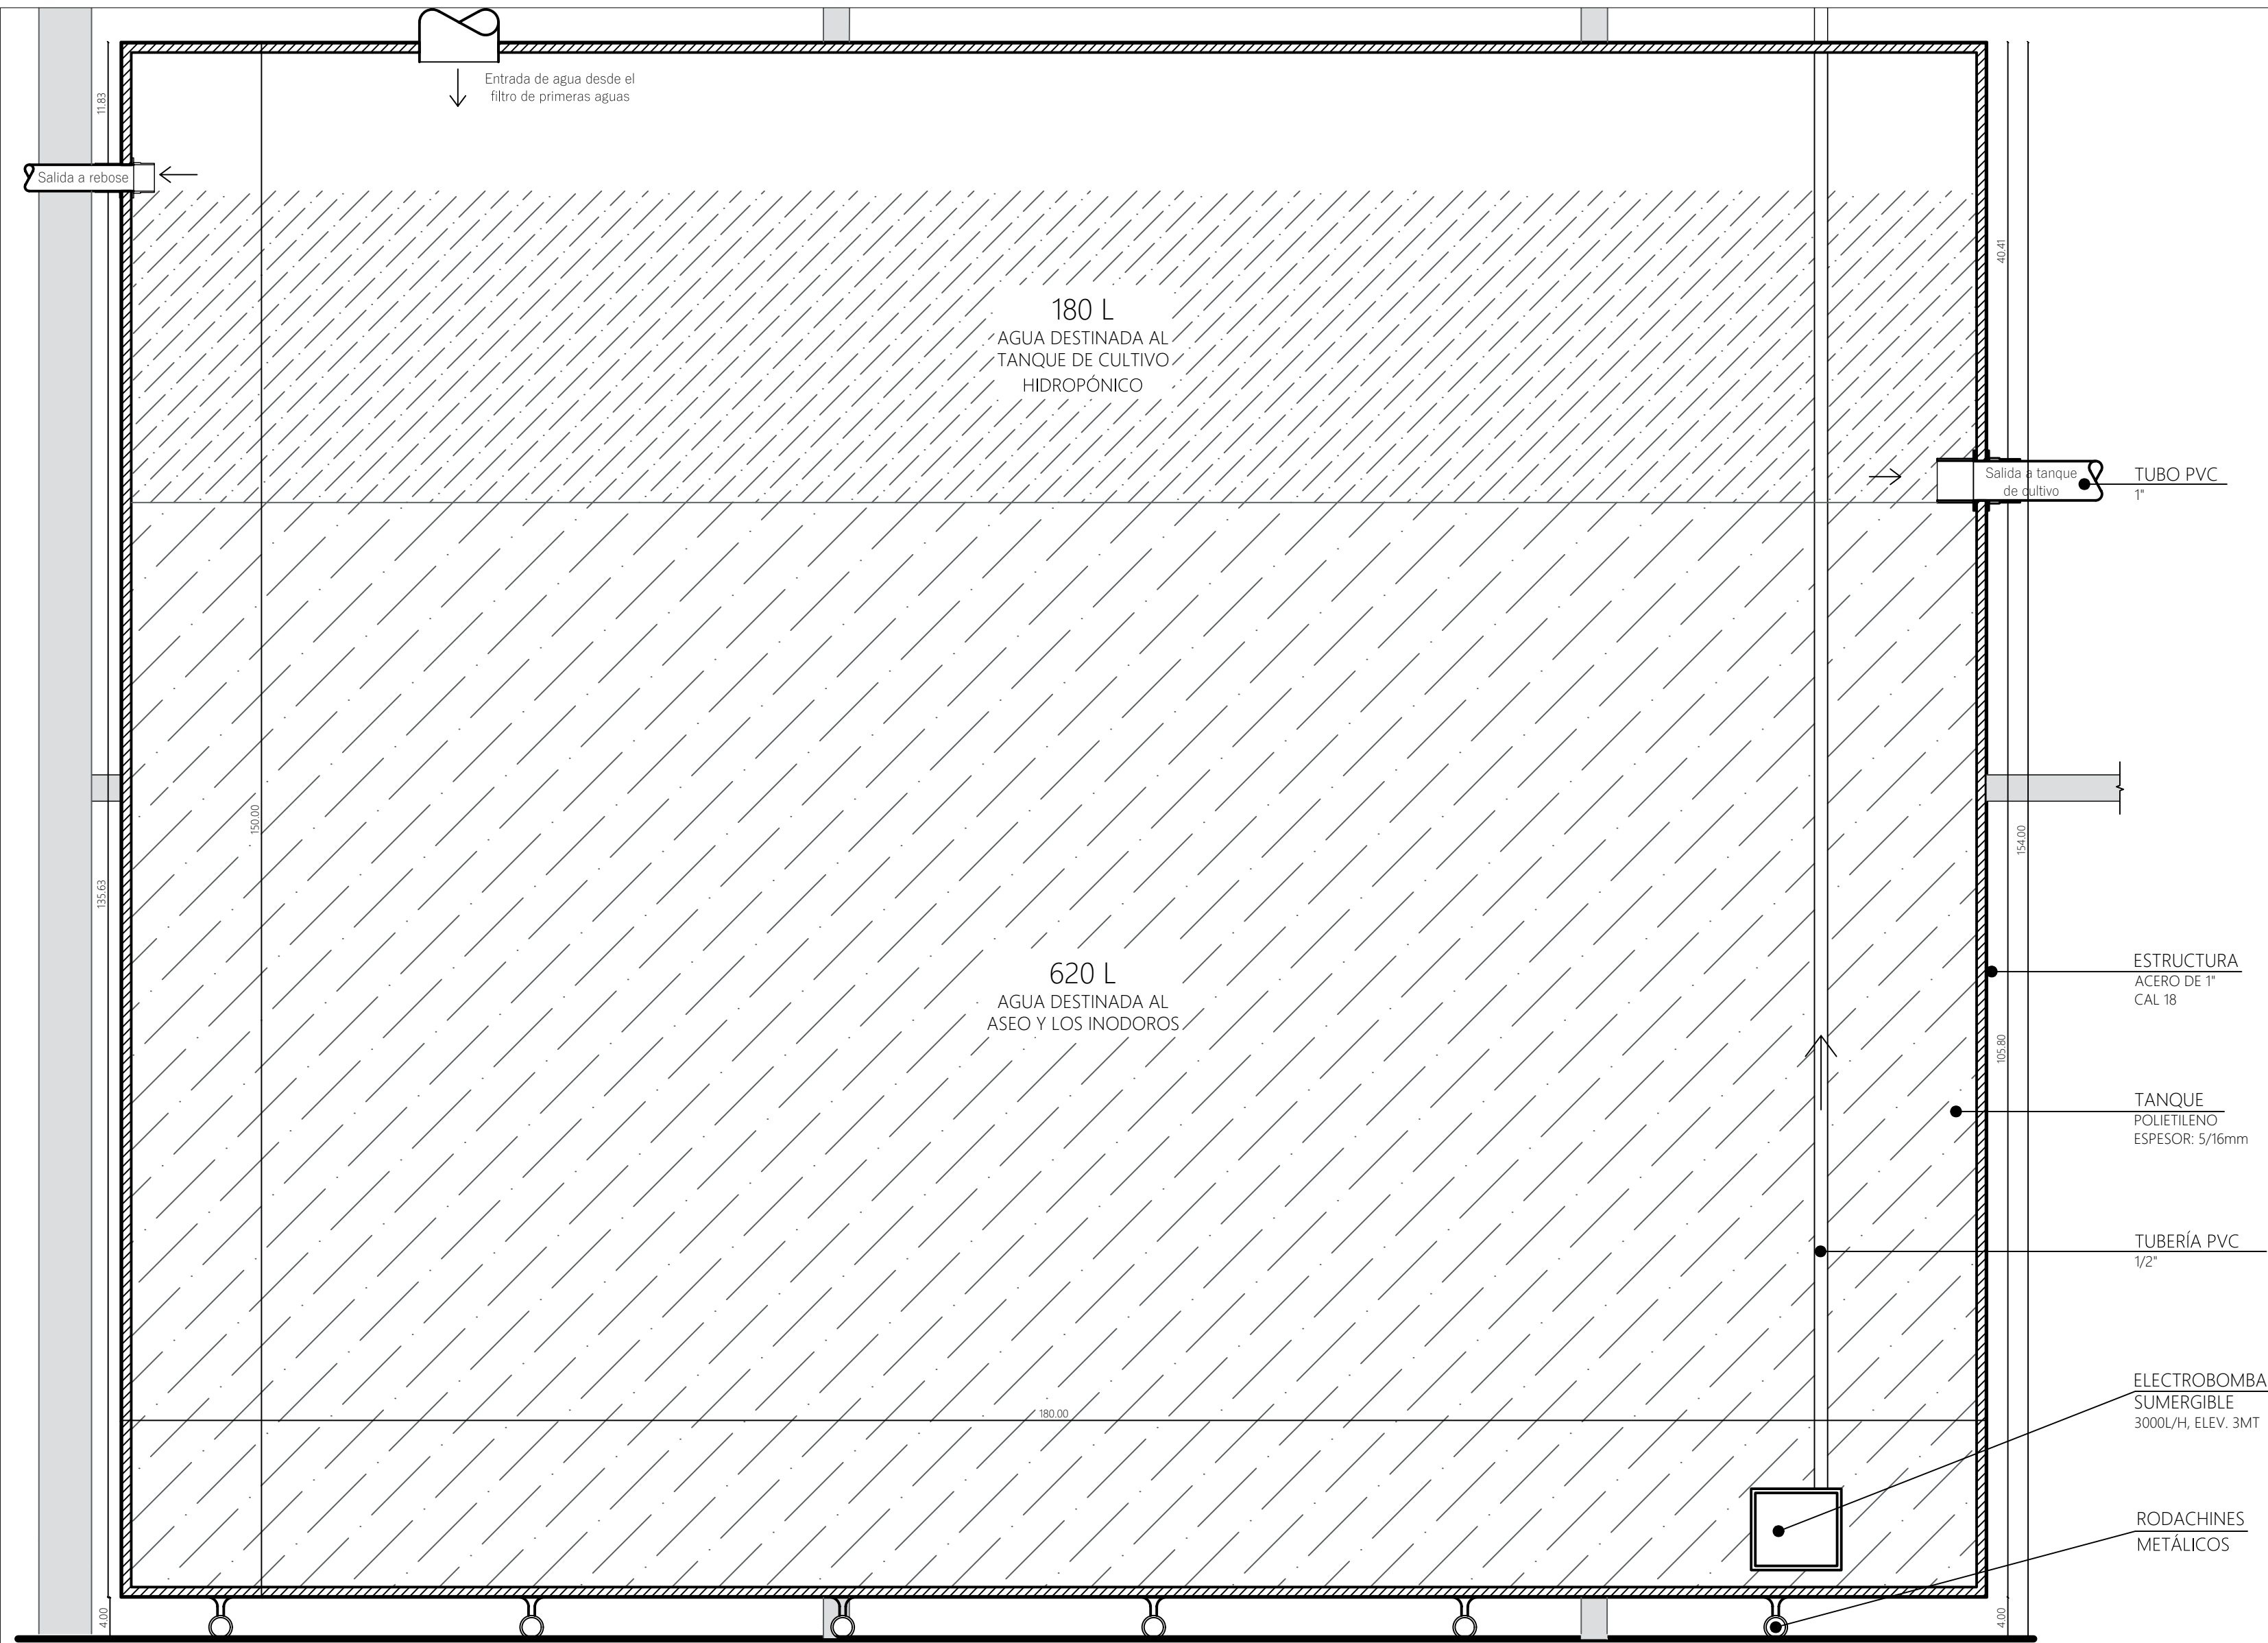 Entrada de agua desde el
filtro de primeras aguas
11.83
Salida a rebose
40.41
180 L
AGUA DESTINADA AL
TANQUE DE CULTIVO
HIDROPÓNICO
Salida a tanque
de cultivo
TUBO PVC
1"
150.00
154.00
135.63
620 L
AGUA DESTINADA AL
ASEO Y LOS INODOROS
ESTRUCTURA
ACERO DE 1"
CAL 18
105.80
TANQUE
POLIETILENO
ESPESOR: 5/16mm
TUBERÍA PVC
1/2"
180.00
ELECTROBOMBA
SUMERGIBLE
3000L/H, ELEV. 3MT
RODACHINES
METÁLICOS
4.00
4.00